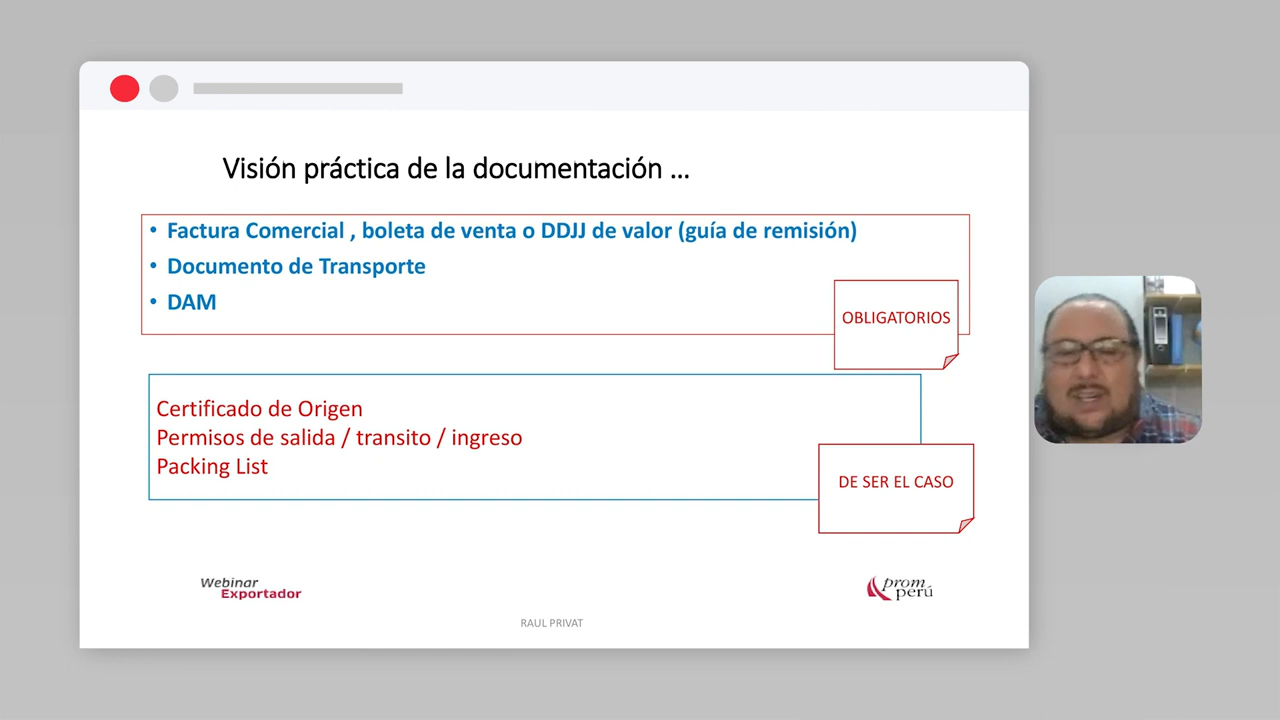 Visión práctica de la documentación ...
• Factura Comercial , boleta de venta o DDJJ de valor (guía de remisión)
• Documento de Transporte
• DAM
OBLIGATORIOS
Certificado de Origen
Permisos de salida / transito / ingreso
Packing List
DE SER EL CASO
Webinar
Exportador
prom
perú
RAUL PRIVAT